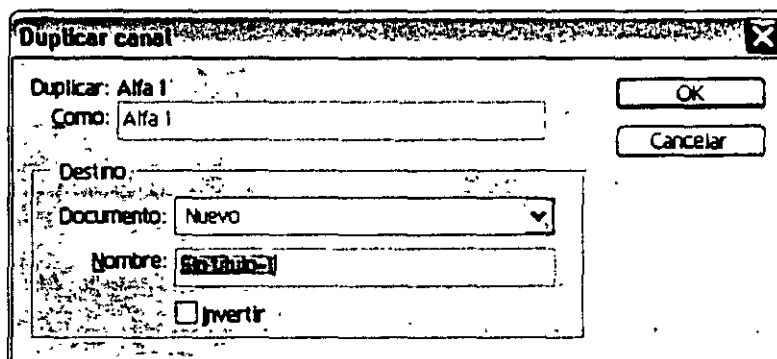 Duplicar canal
Duplicar: Alfa 1
Como: Alfa 1
OK
Cancelar
Destino
Documento: Nuevo
Nombre: Sin título-1
Invertir